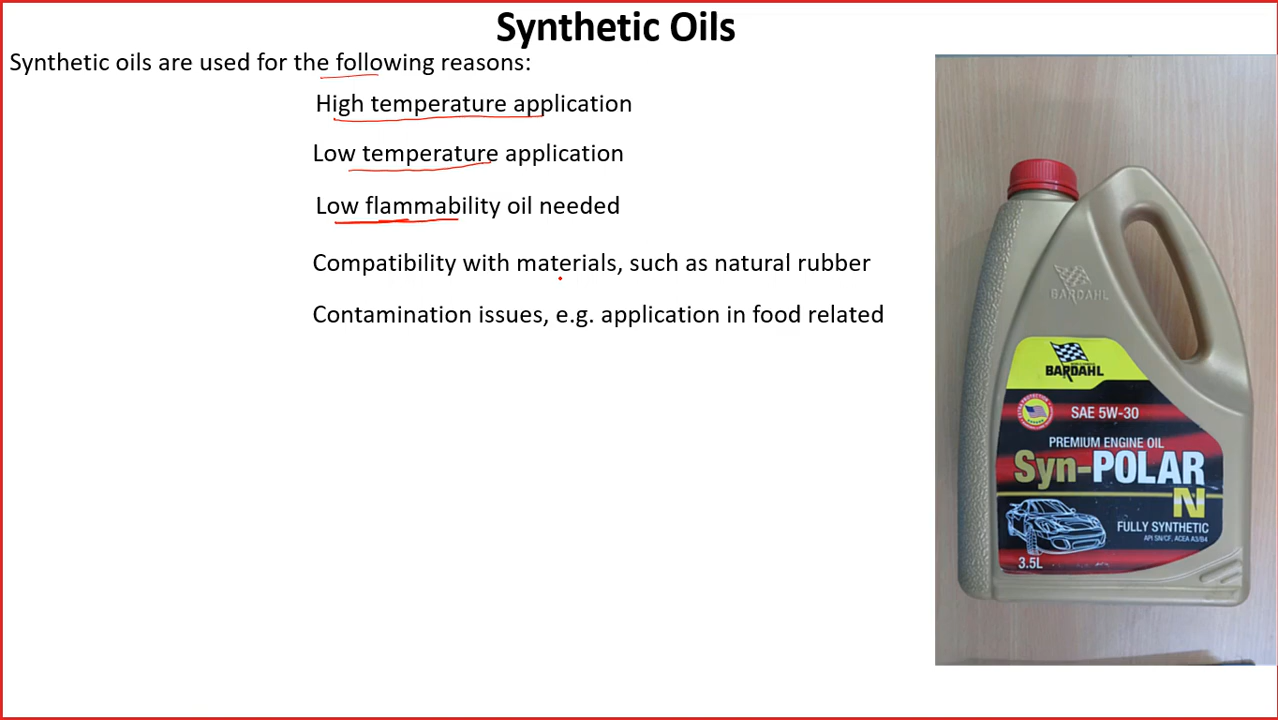 Synthetic Oils
Synthetic oils are used for the following reasons:
High temperature application
Low temperature application
Low flammability oil needed
Compatibility with materials, such as natural rubber
Contamination issues, e.g. application in food related
BARDAHL
BARDAHL
SAE 5W-30
PREMIUM ENGINE OIL
Syn-POLAR
N
FULLY SYNTHETIC
API SN/CF, ACEA A3/B4
3.5L